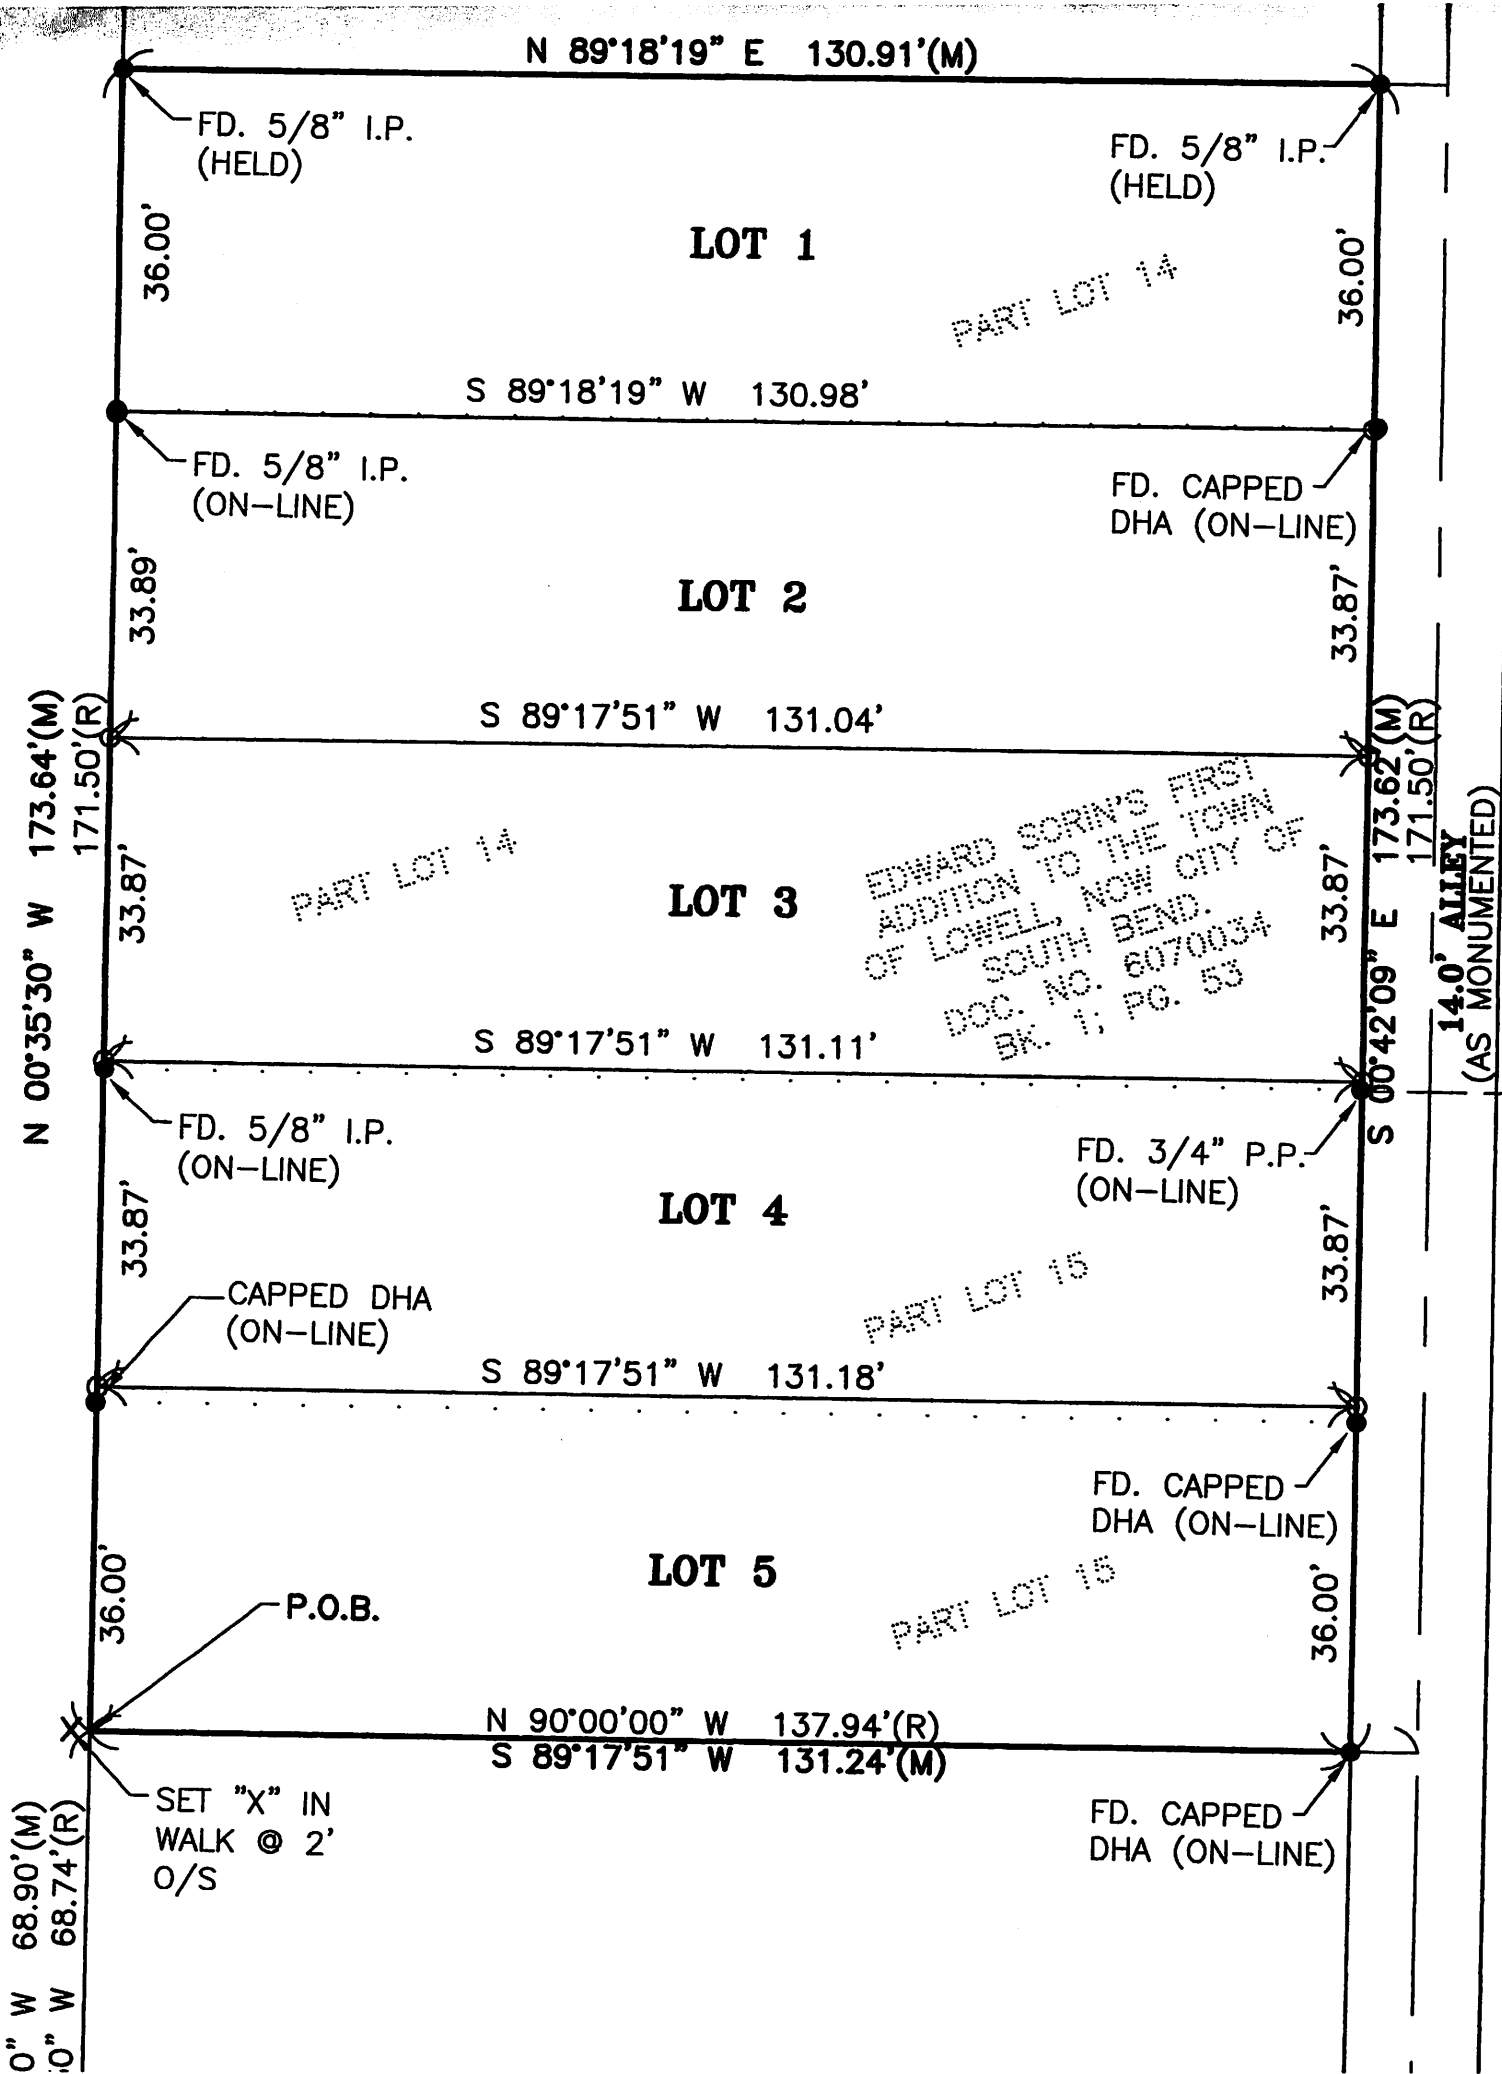 N 89°18'19" E 130.91'(M)
FD. 5/8" I.P.
(HELD)
FD. 5/8" I.P.
(HELD)
36.00'
LOT 1
36.00'
PART LOT 14
S 89°18'19" W 130.98'
FD. 5/8" I.P.
(ON-LINE)
FD. CAPPED
DHA (ON-LINE)
33.89'
LOT 2
33.87'
N 00°35'30" W 173.64'(M)
171.50'(R)
S 89°17'51" W 131.04'
S 00°42'09" E 173.62'(M)
171.50'(R)
14.0' ALLEY
(AS MONUMENTED)
33.87'
PART LOT 14
LOT 3
EDWARD SORIN'S FIRST
ADDITION TO THE TOWN
OF LOWELL, NOW CITY OF
SOUTH BEND.
DOC. NO. 6070034
BK. 1; PG. 53
33.87'
S 89°17'51" W 131.11'
FD. 5/8" I.P.
(ON-LINE)
FD. 3/4" P.P.
(ON-LINE)
33.87'
LOT 4
33.87'
CAPPED DHA
(ON-LINE)
PART LOT 15
S 89°17'51" W 131.18'
FD. CAPPED
DHA (ON-LINE)
36.00'
LOT 5
36.00'
P.O.B.
PART LOT 15
N 90°00'00" W 137.94'(R)
S 89°17'51" W 131.24'(M)
SET "X" IN
WALK @ 2'
O/S
FD. CAPPED
DHA (ON-LINE)
0" W 68.90'(M)
0" W 68.74'(R)